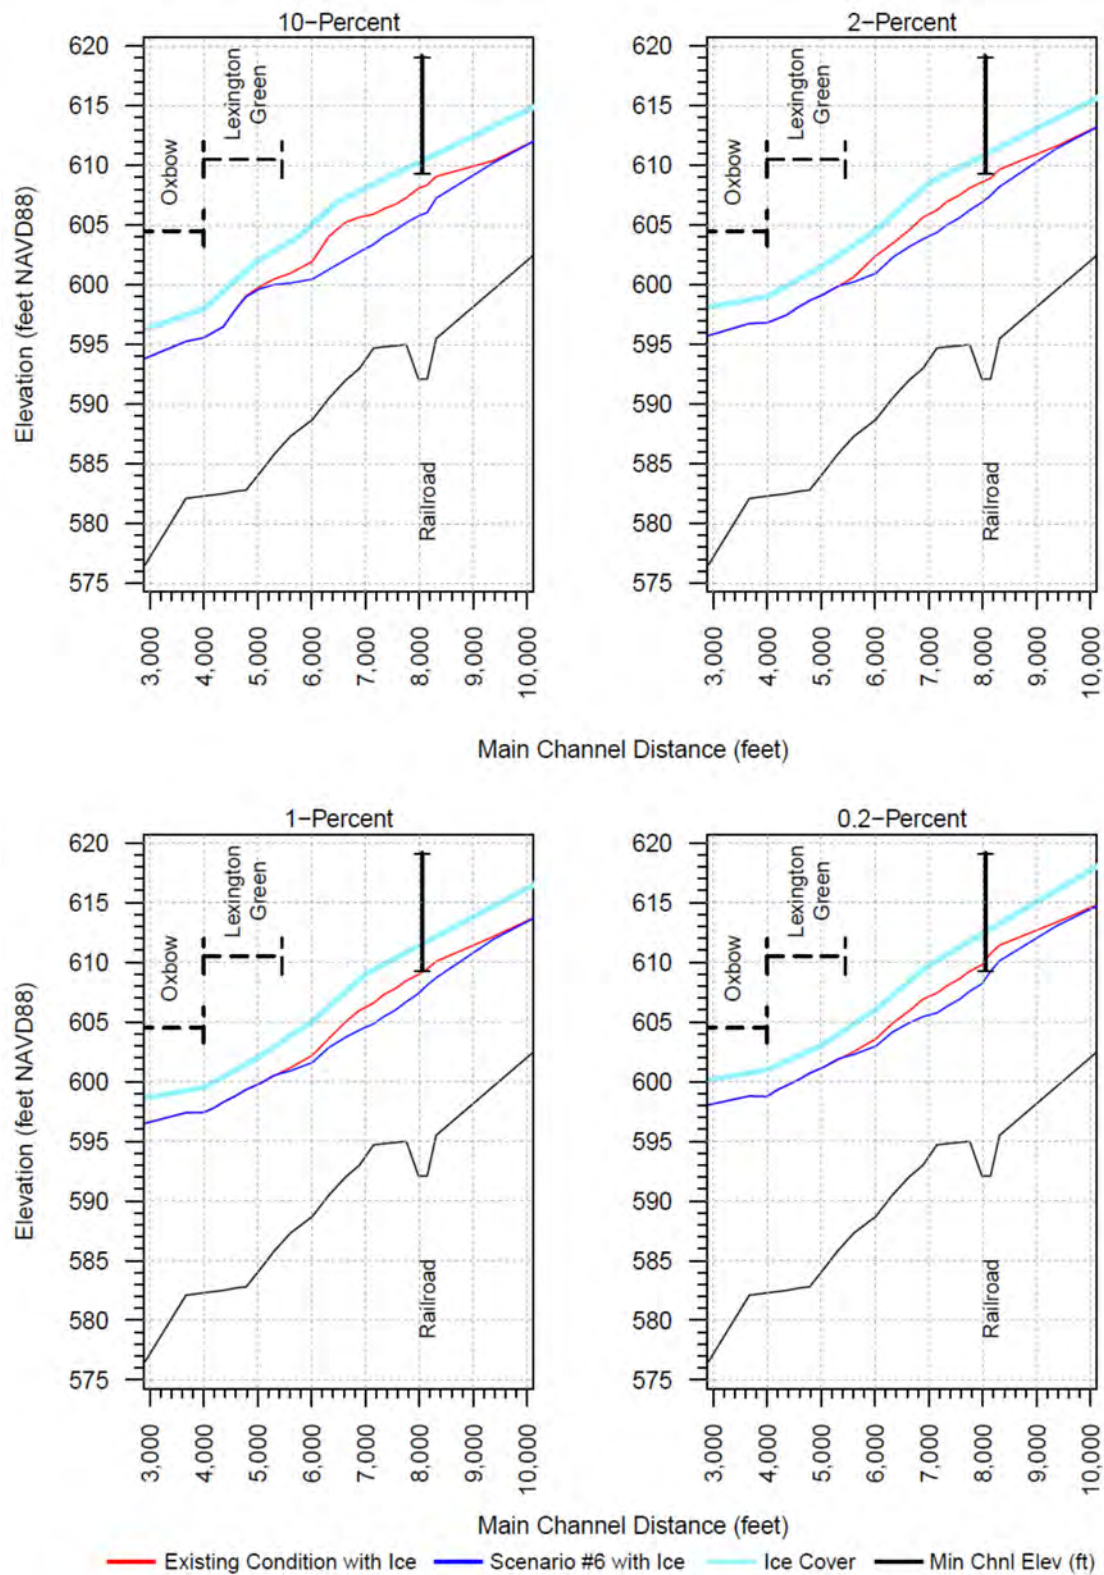 10−Percent
2−Percent
620
615
610
605
600
595
590
585
580
575
Oxbow
Lexington
Green
Railroad
3,000
4,000
5,000
6,000
7,000
8,000
9,000
10,000
620
615
610
605
600
595
590
585
580
575
Oxbow
Lexington
Green
Railroad
3,000
4,000
5,000
6,000
7,000
8,000
9,000
10,000
Elevation (feet NAVD88)
Main Channel Distance (feet)
1−Percent
0.2−Percent
620
615
610
605
600
595
590
585
580
575
Oxbow
Lexington
Green
Railroad
3,000
4,000
5,000
6,000
7,000
8,000
9,000
10,000
620
615
610
605
600
595
590
585
580
575
Oxbow
Lexington
Green
Railroad
3,000
4,000
5,000
6,000
7,000
8,000
9,000
10,000
Elevation (feet NAVD88)
Main Channel Distance (feet)
Existing Condition with Ice Scenario #6 with Ice Ice Cover Min Chnl Elev (ft)